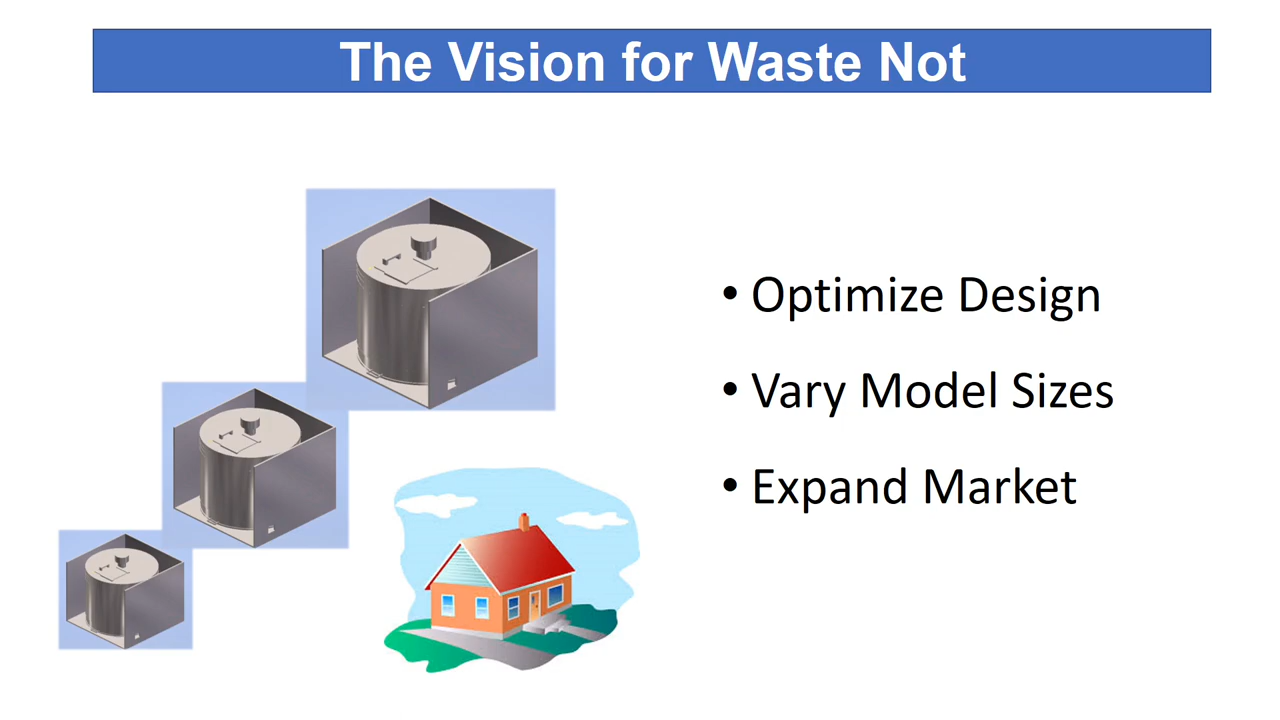 The Vision for Waste Not
• Optimize Design
• Vary Model Sizes
• Expand Market